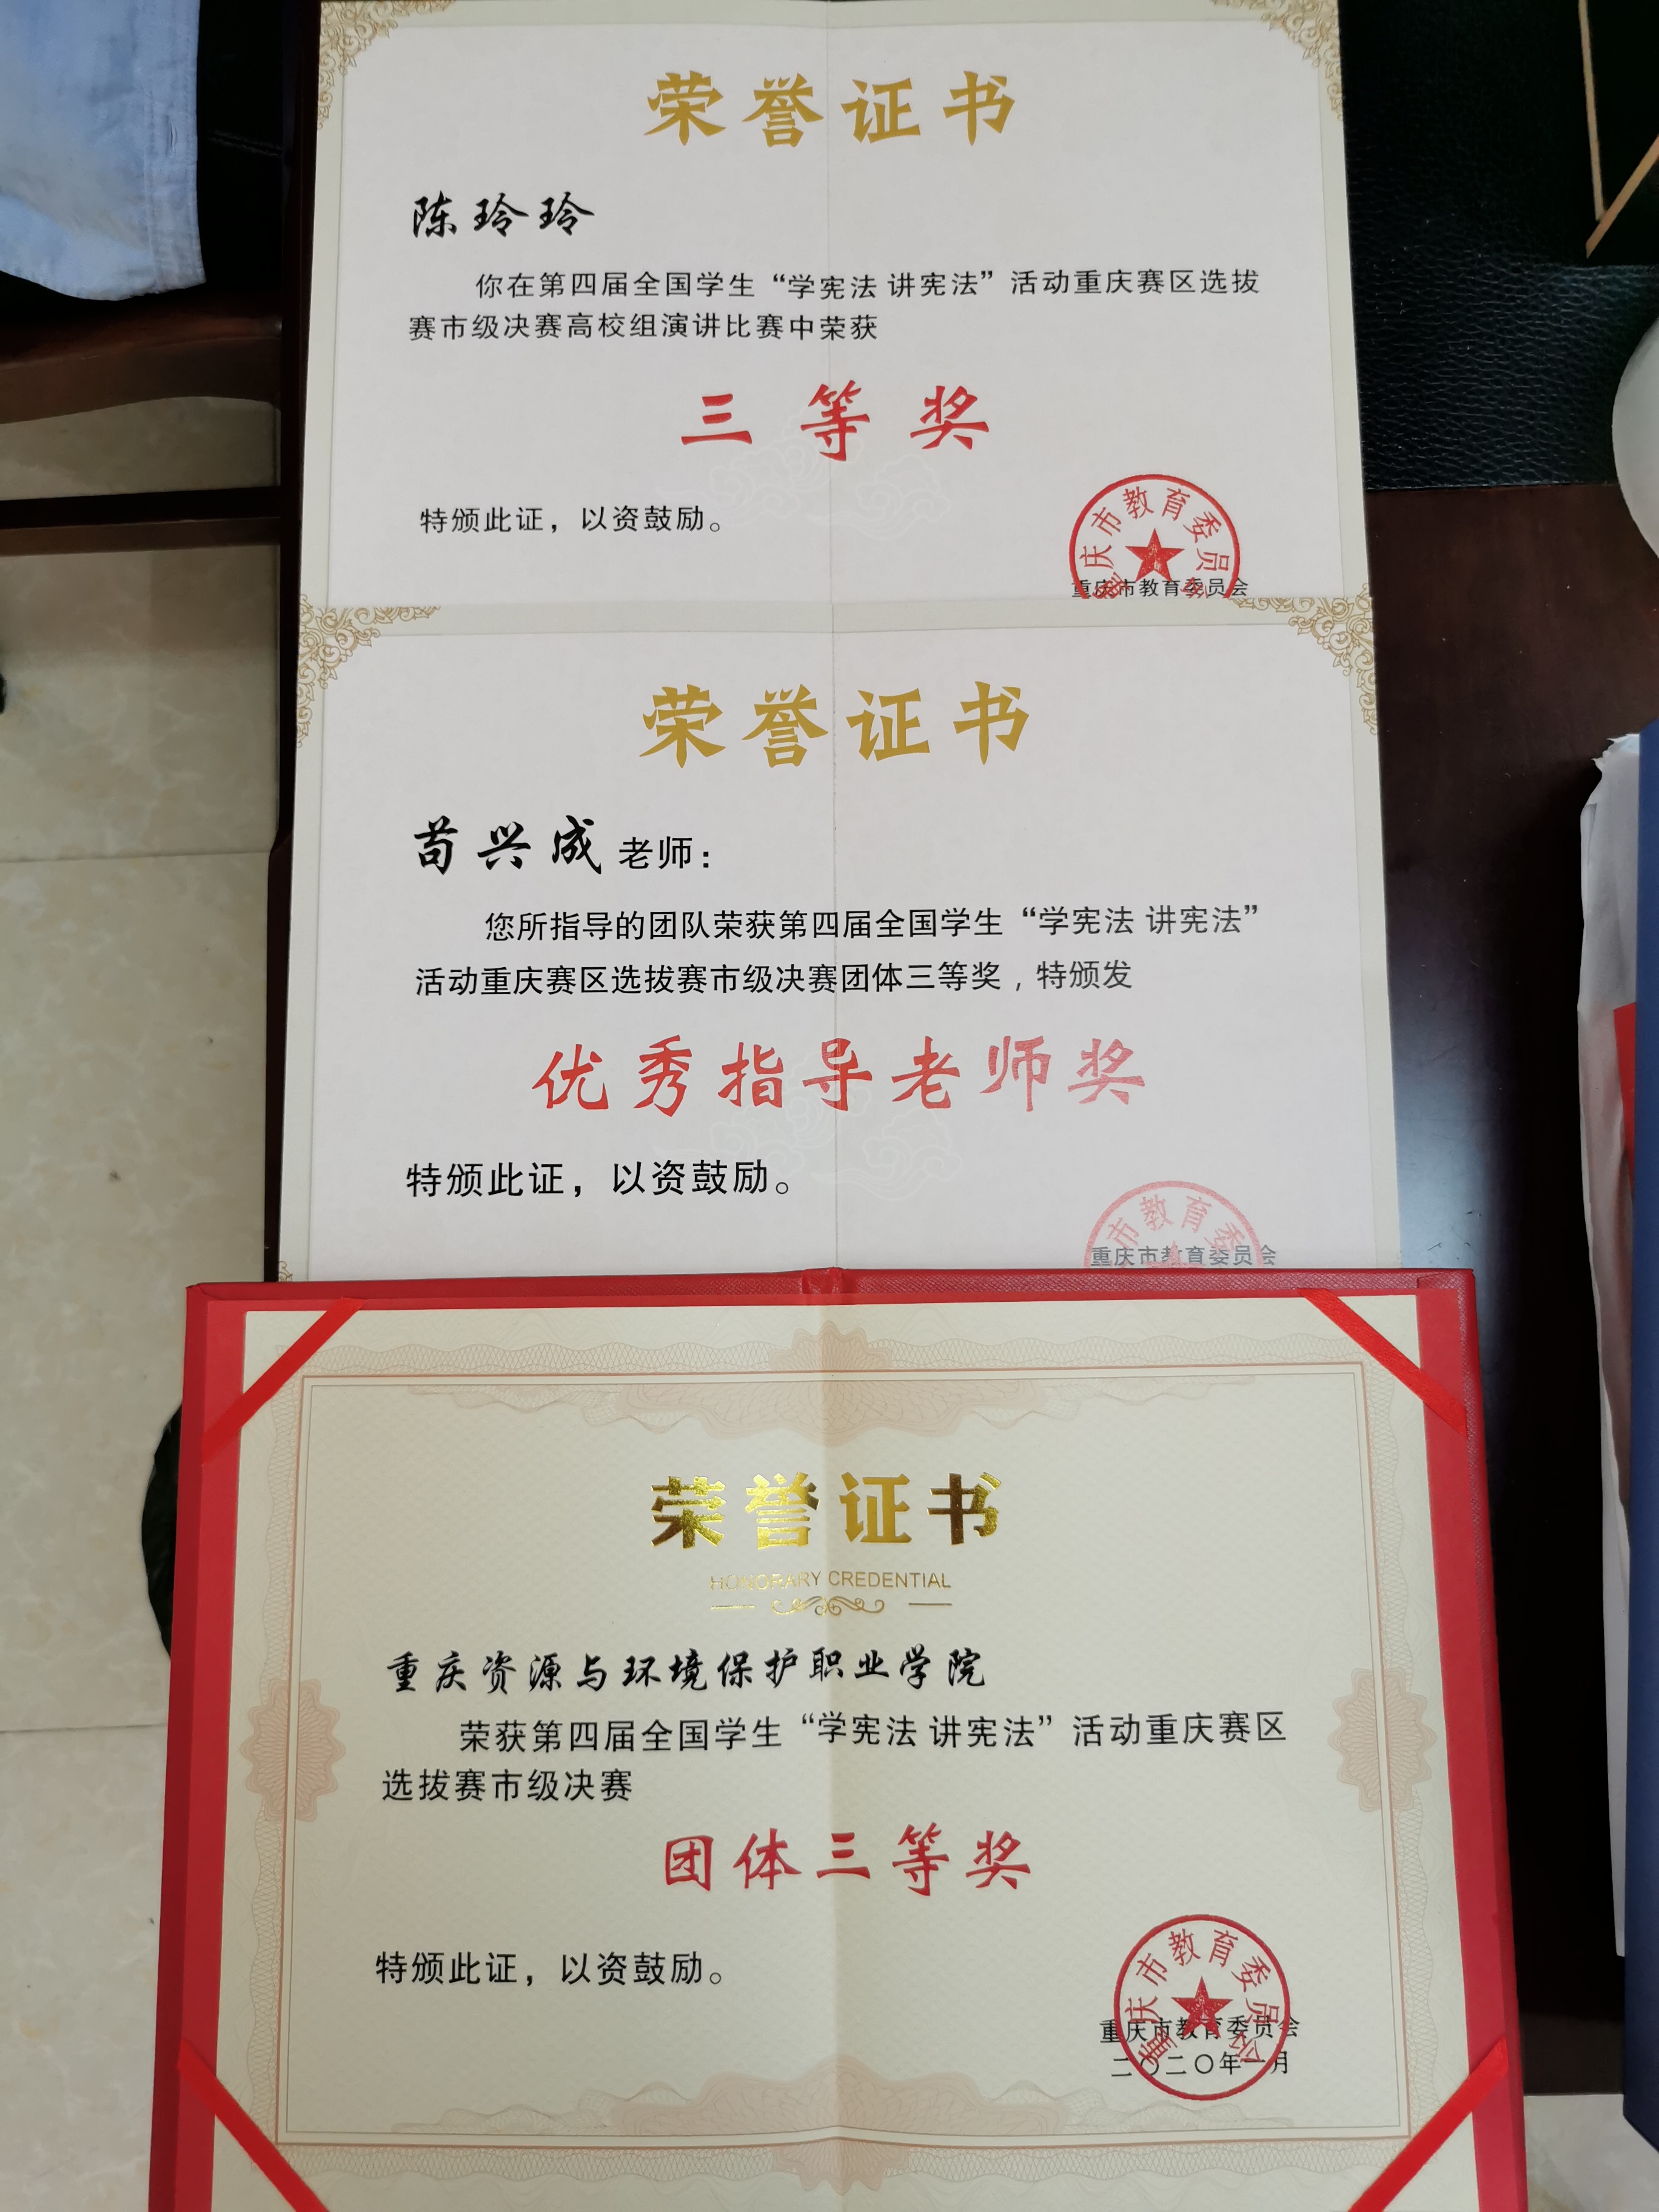 荣誉证书
陈玲玲
你在第四届全国学生“学宪法 讲宪法”活动重庆赛区选拔
赛市级决赛高校组演讲比赛中荣获
三等奖
特颁此证，以资鼓励。
重庆市教育委员会
重庆市教育委员会
荣誉证书
苟兴成老师：
您所指导的团队荣获第四届全国学生“学宪法 讲宪法”
活动重庆赛区选拔赛市级决赛团体三等奖，特颁发
优秀指导老师奖
特颁此证，以资鼓励。
市教育委
重庆市教育委员会
荣誉证书
HONORARY CREDENTIAL
重庆资源与环境保护职业学院
荣获第四届全国学生“学宪法 讲宪法”活动重庆赛区
选拔赛市级决赛
团体三等奖
特颁此证，以资鼓励。
重庆市教育委员会
重庆市教育委员会
二〇二〇年一月